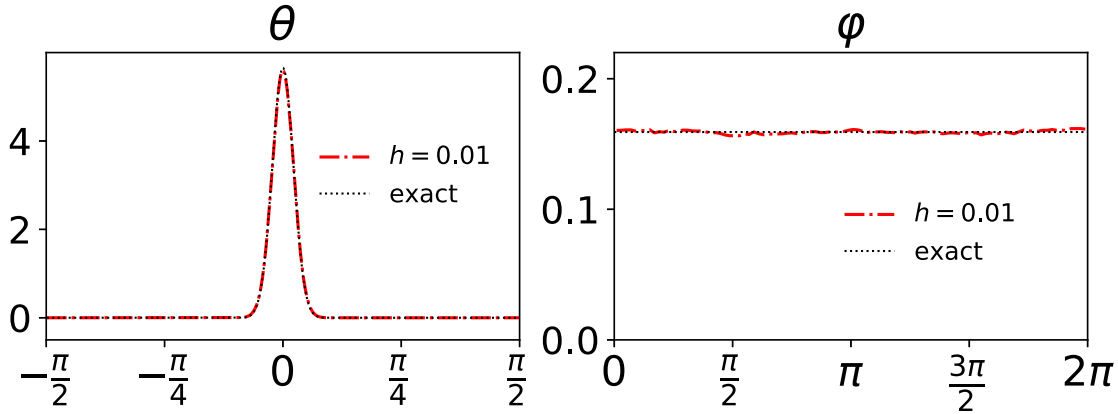 θ
4
2
0
−π/2
−π/4
0
π/4
π/2
h = 0.01
exact
φ
0.2
0.1
0.0
0
π/2
π
3π/2
2π
h = 0.01
exact